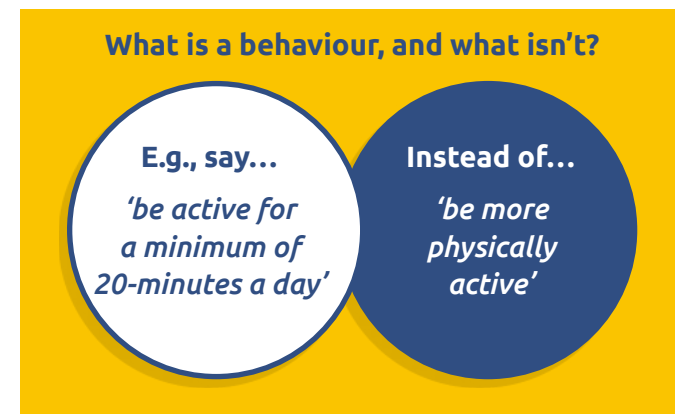 What is a behaviour, and what isn’t?
E.g., say…
‘be active for
a minimum of
20-minutes a day’
Instead of…
‘be more
physically
active’